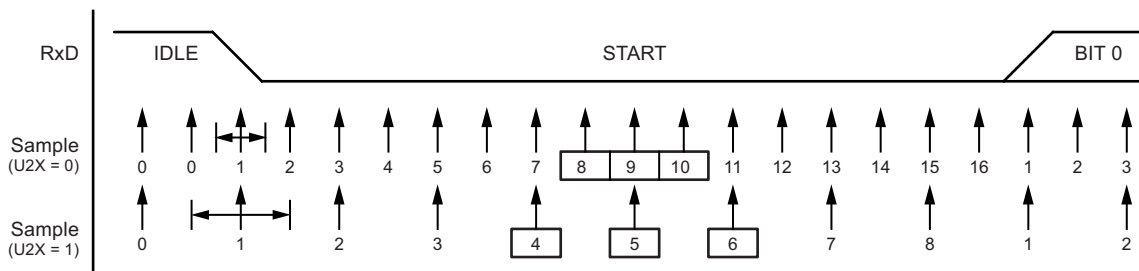 RxD IDLE START BIT 0
Sample
(U2X = 0)
0 0 1 2 3 4 5 6 7 8 9 10 11 12 13 14 15 16 1 2 3
Sample
(U2X = 1)
0 1 2 3 4 5 6 7 8 1 2